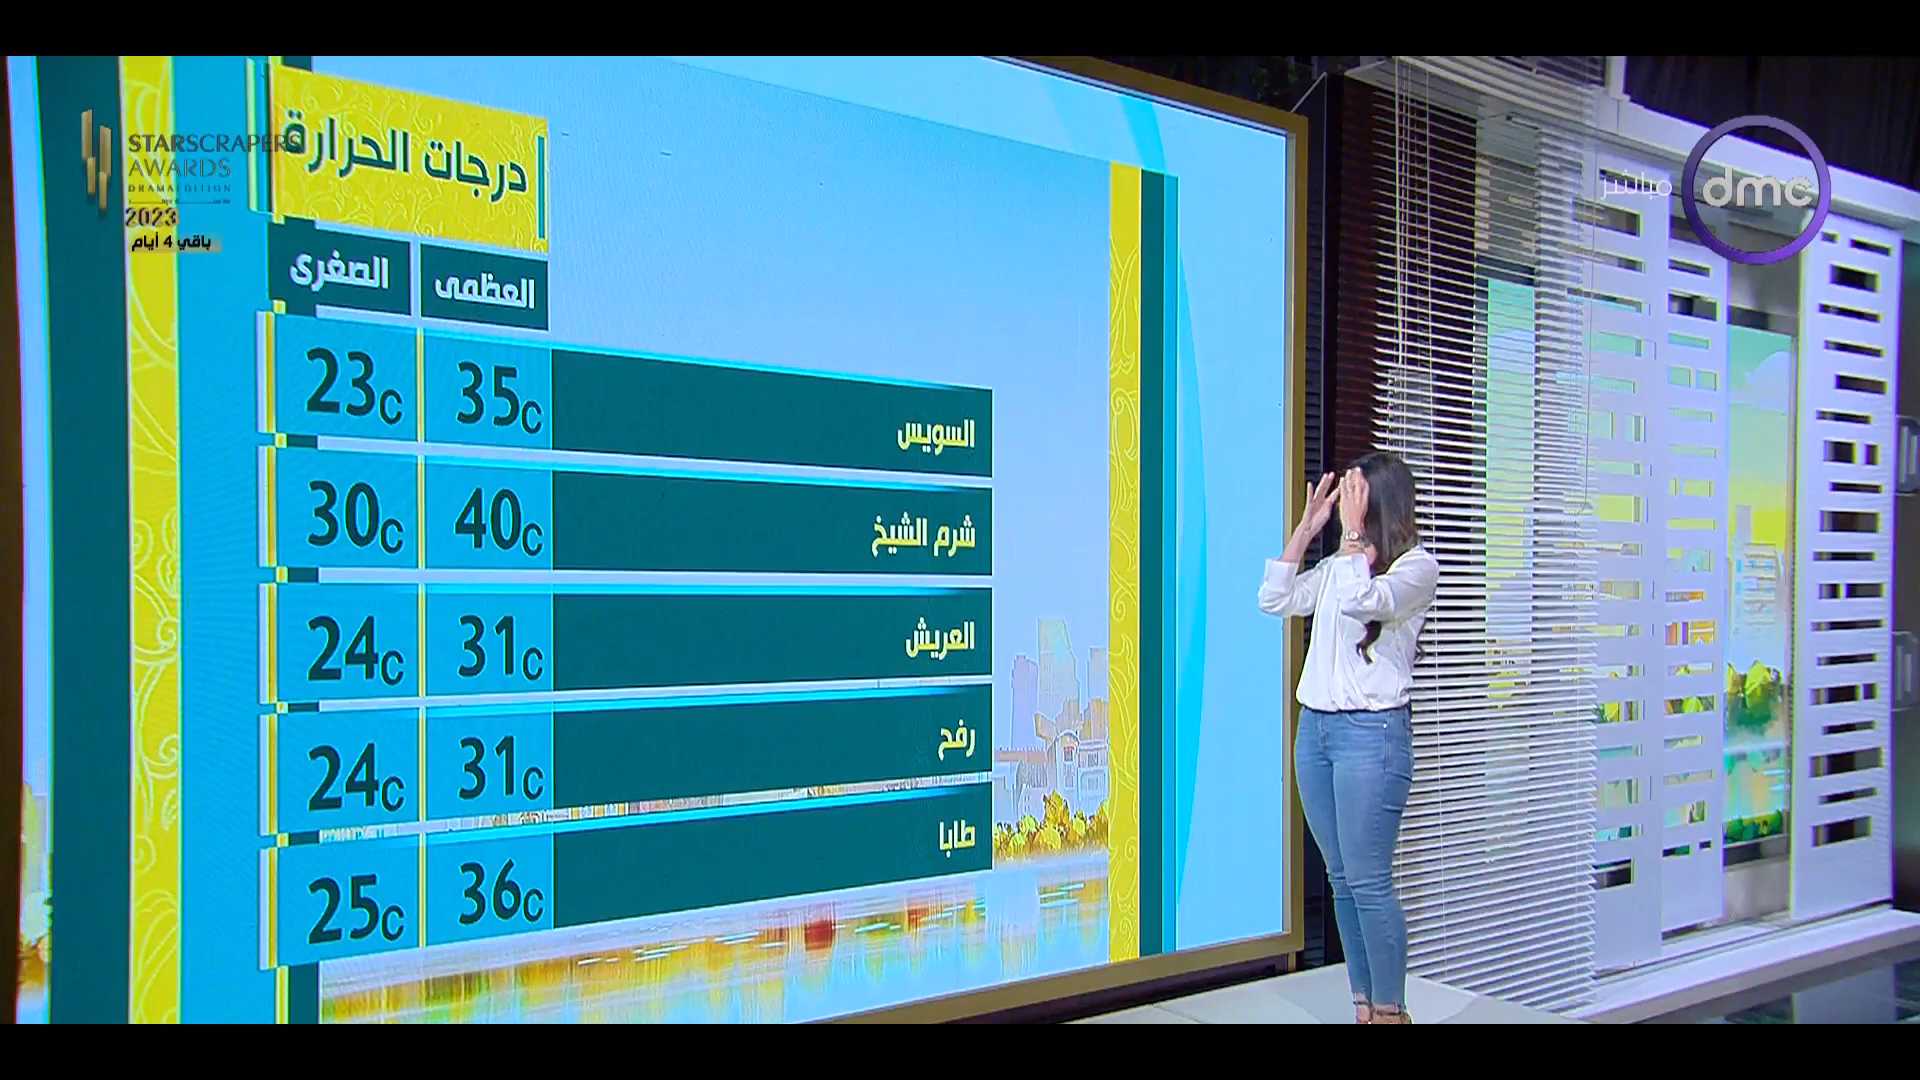 درجات الحرارة
العظمى الصغرى
السويس 35c 23c
شرم الشيخ 40c 30c
العريش 31c 24c
رفح 31c 24c
طابا 36c 25c
STARSCRAPERS
AWARDS
DRAMA EDITION
2023
باقي 4 أيام
dmc
مباشر